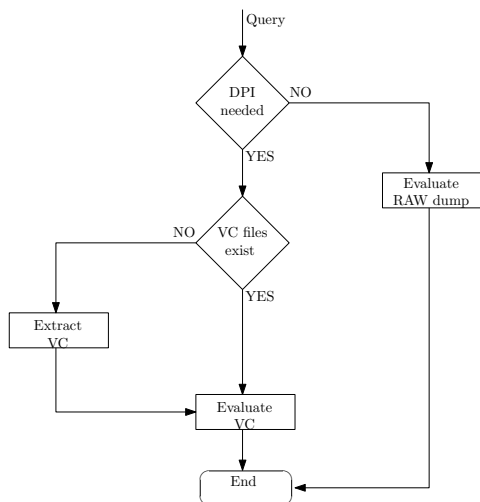 Query
DPI
needed
NO
YES
Evaluate
RAW dump
NO
VC files
exist
YES
Extract
VC
Evaluate
VC
End